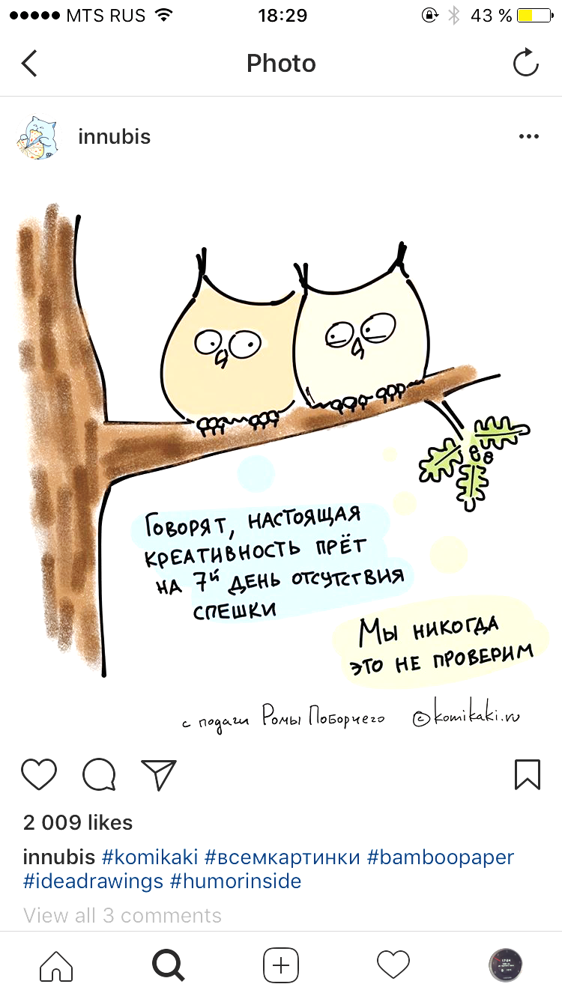 MTS RUS 18:29 43 %
Photo
innubis
Говорят, настоящая
креативность прёт
на 7й день отсутствия
спешки
Мы никогда
это не проверим
с подачи Ромы Поборчего ©komikaki.ru
2 009 likes
innubis #komikaki #всемкартинки #bamboopaper
#ideadrawings #humorinside
View all 3 comments